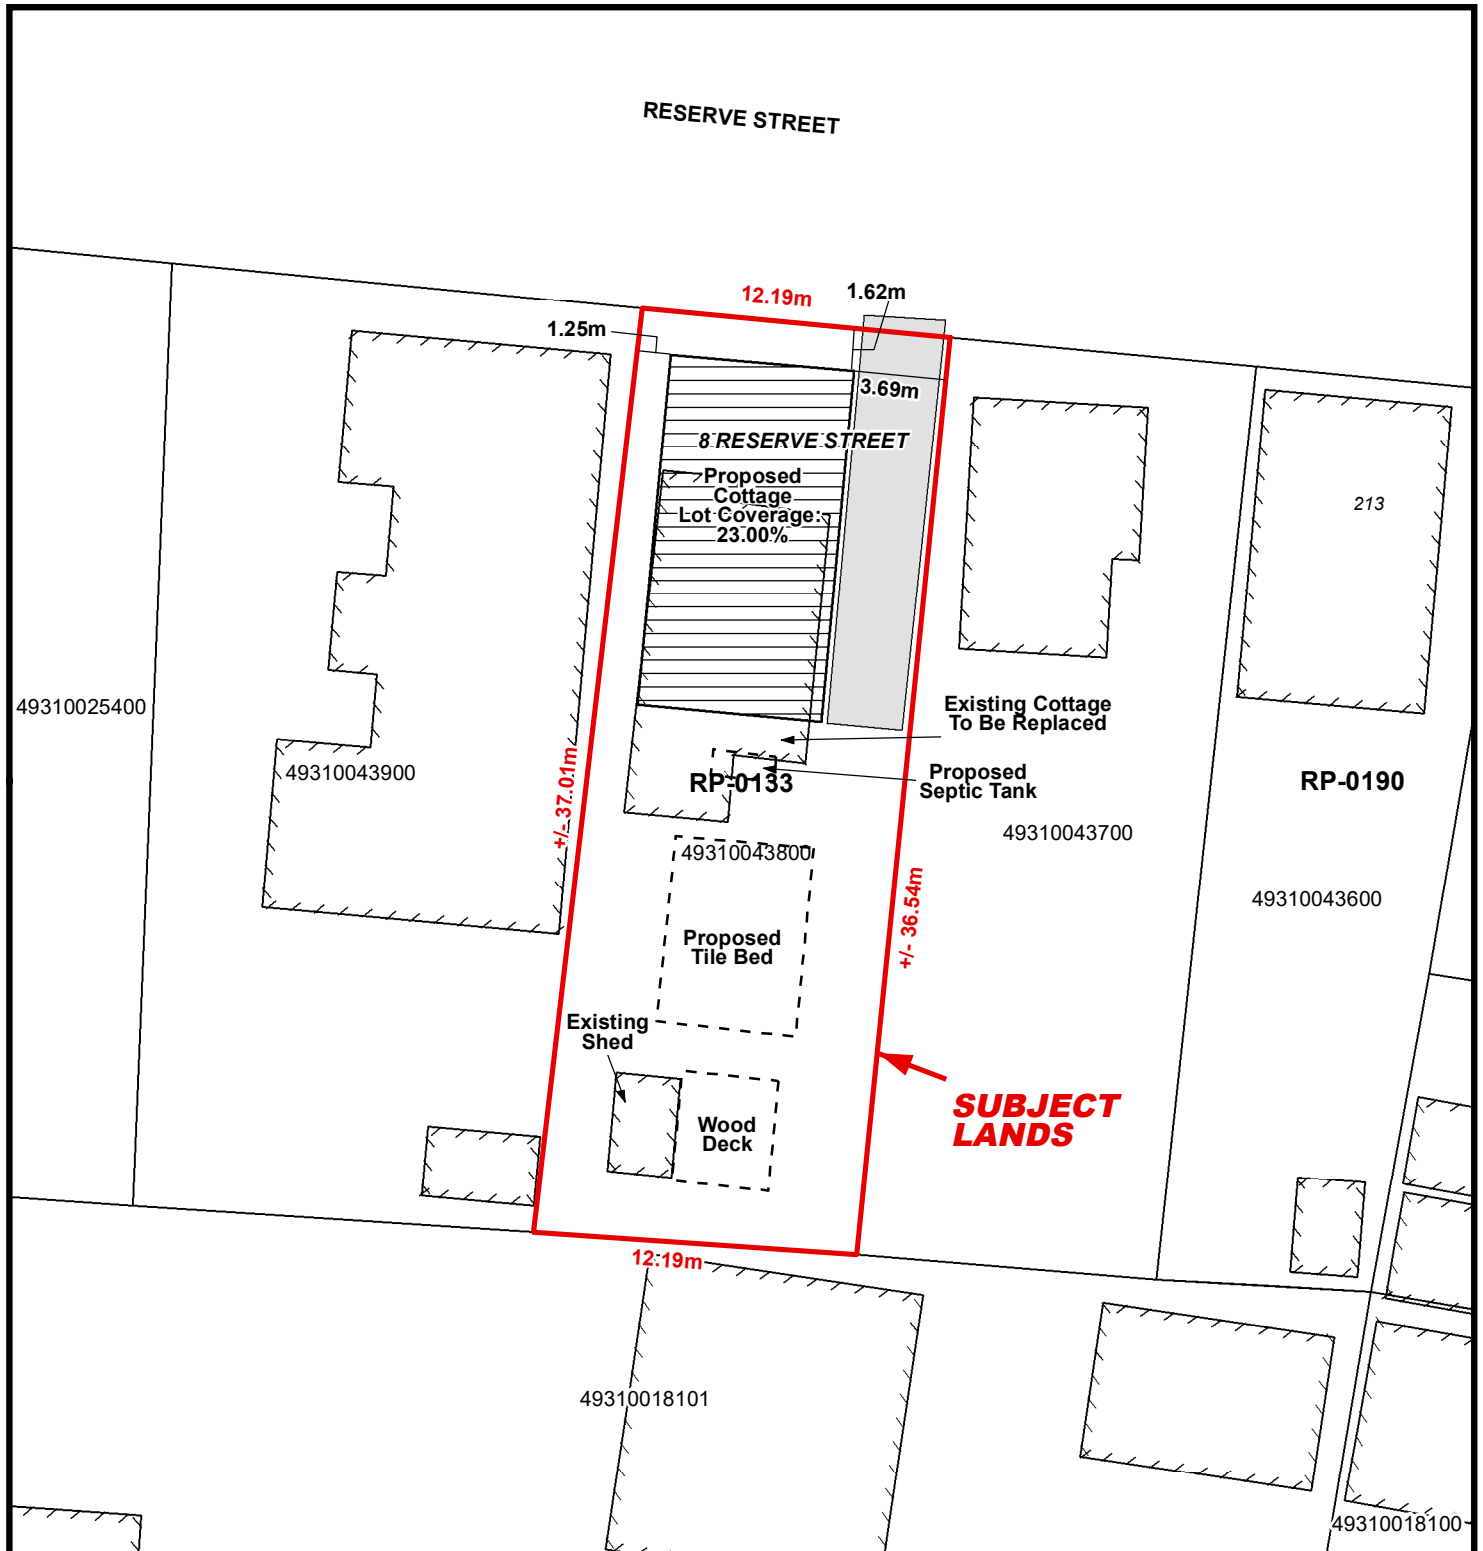 RESERVE STREET
12.19m
1.62m
1.25m
3.69m
8 RESERVE STREET
Proposed
Cottage
Lot Coverage:
23.00%
213
49310025400
Existing Cottage
To Be Replaced
49310043900
+/- 37.01m
RP-0133
Proposed
Septic Tank
RP-0190
49310043700
49310043800
49310043600
+/- 36.54m
Proposed
Tile Bed
Existing
Shed
SUBJECT
LANDS
Wood
Deck
12.19m
49310018101
49310018100